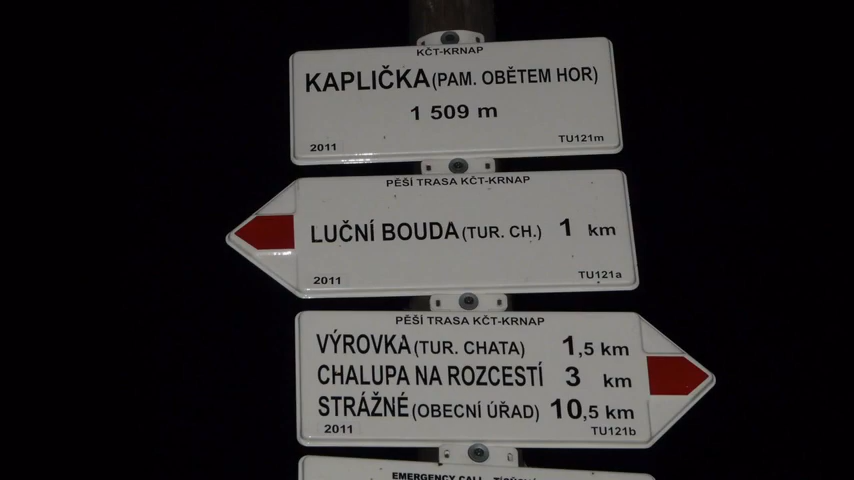 KČT-KRNAP
KAPLIČKA (PAM. OBĚTEM HOR)
1 509 m
2011 TU121m
PĚŠÍ TRASA KČT-KRNAP
LUČNÍ BOUDA (TUR. CH.) 1 km
2011 TU121a
PĚŠÍ TRASA KČT-KRNAP
VÝROVKA (TUR. CHATA) 1,5 km
CHALUPA NA ROZCESTÍ 3 km
STRÁŽNÉ (OBECNÍ ÚŘAD) 10,5 km
2011 TU121b
EMERGENCY CALL